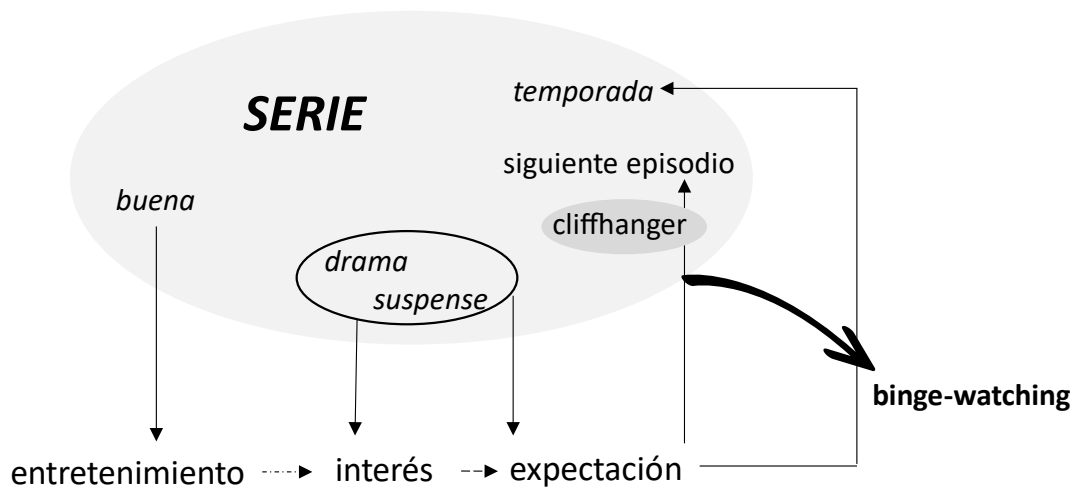 temporada
SERIE
siguiente episodio
buena
cliffhanger
drama
suspense
binge-watching
entretenimiento
interés
expectación